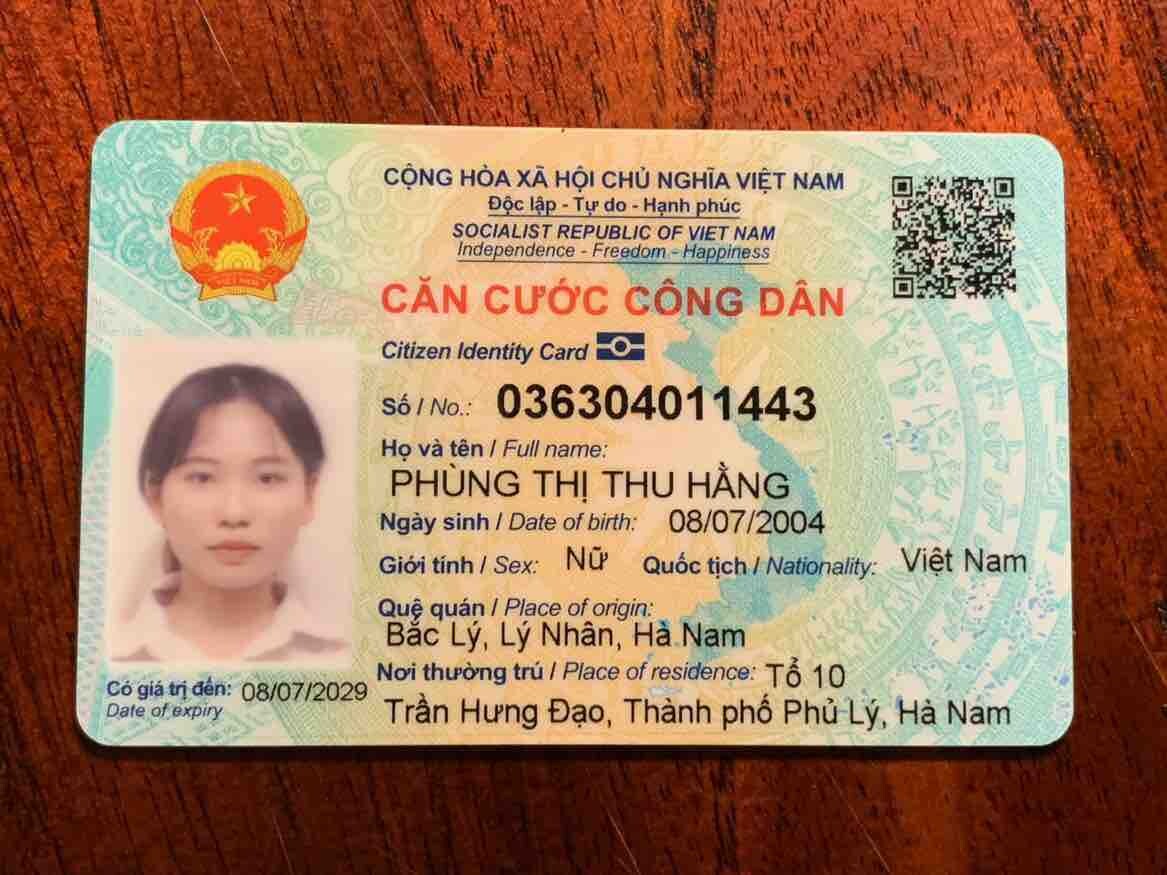 CỘNG HÒA XÃ HỘI CHỦ NGHĨA VIỆT NAM
Độc lập - Tự do - Hạnh phúc
SOCIALIST REPUBLIC OF VIET NAM
Independence - Freedom - Happiness
CĂN CƯỚC CÔNG DÂN
Citizen Identity Card
Số / No.: 036304011443
Họ và tên / Full name:
PHÙNG THỊ THU HẰNG
Ngày sinh / Date of birth: 08/07/2004
Giới tính / Sex: Nữ Quốc tịch / Nationality: Việt Nam
Quê quán / Place of origin:
Bắc Lý, Lý Nhân, Hà Nam
Nơi thường trú / Place of residence: Tổ 10
Trần Hưng Đạo, Thành phố Phủ Lý, Hà Nam
Có giá trị đến: 08/07/2029
Date of expiry